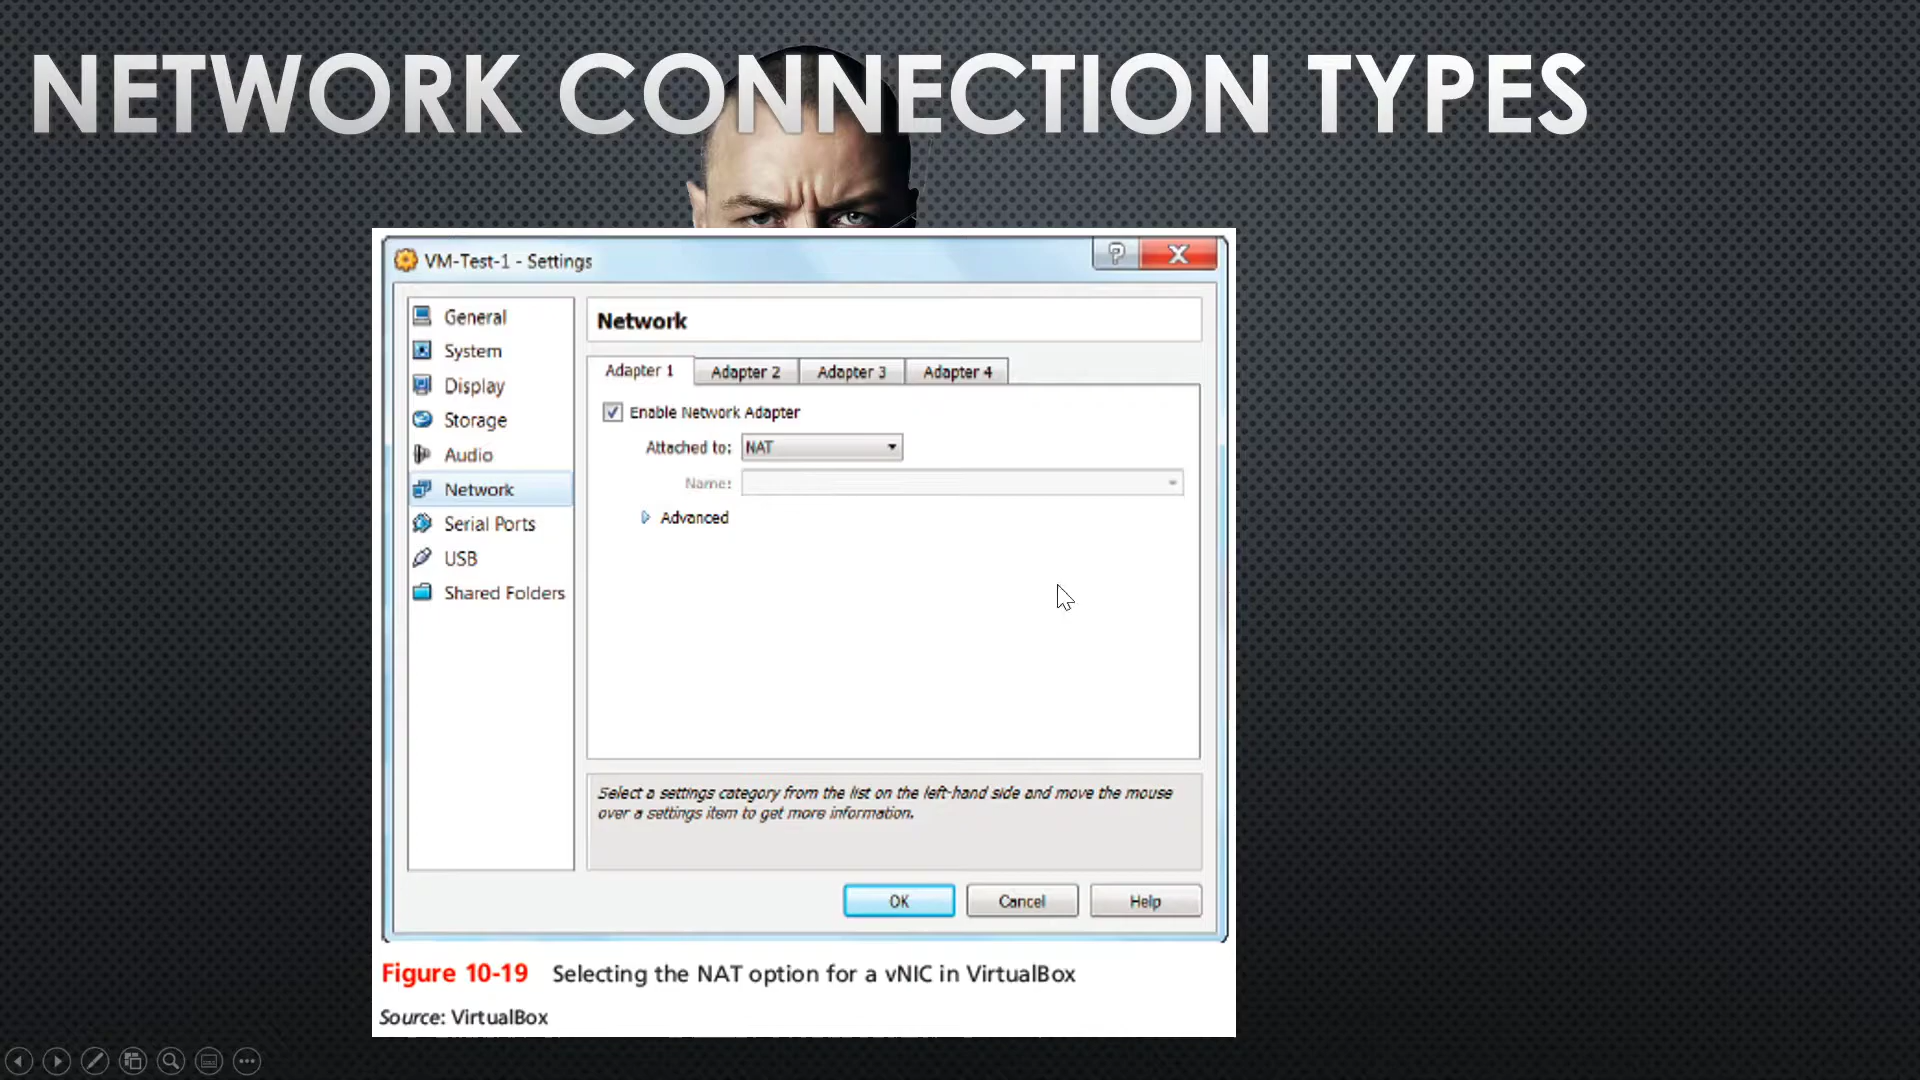 NETWORK CONNECTION TYPES
VM-Test-1 - Settings
?
X
General
System
Display
Storage
Audio
Network
Serial Ports
USB
Shared Folders
Network
Adapter 1
Adapter 2
Adapter 3
Adapter 4
Enable Network Adapter
Attached to: NAT
Name:
Advanced
Select a settings category from the list on the left-hand side and move the mouse
over a settings item to get more information.
OK
Cancel
Help
Figure 10-19 Selecting the NAT option for a vNIC in VirtualBox
Source: VirtualBox